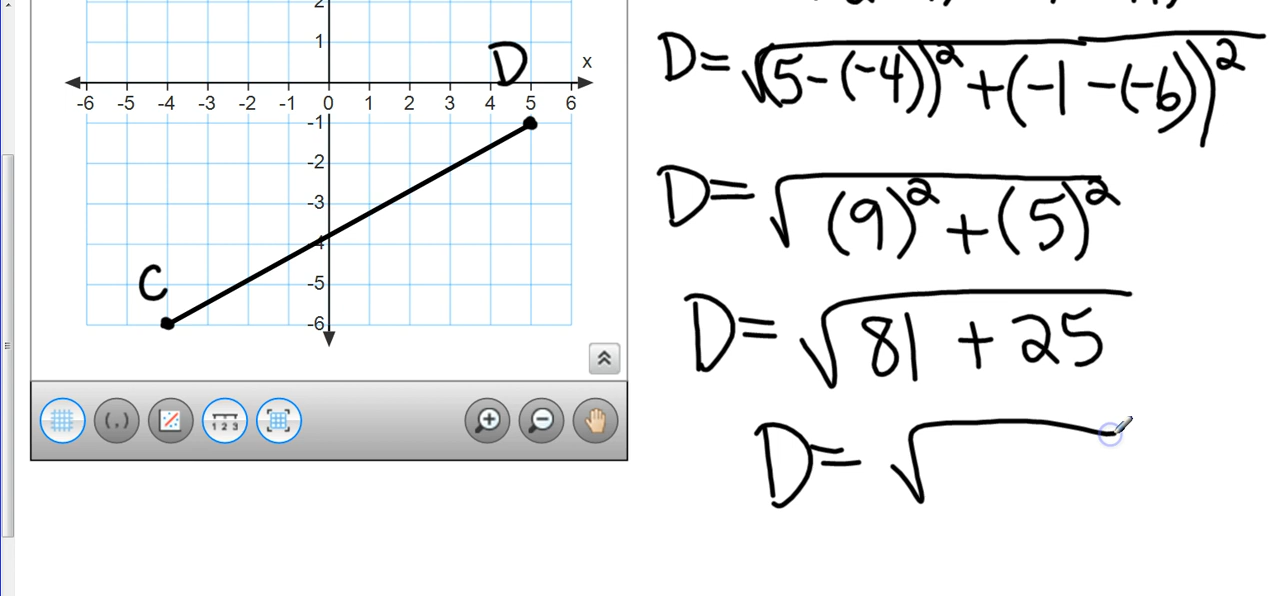 2
1
D
x
-6 -5 -4 -3 -2 -1 0 1 2 3 4 5 6
-1
-2
-3
-4
-5
-6
C
1 2 3
(,)
D= √(5-(-4))² +(-1 -(-6))²
D= √(9)² + (5)²
D= √81 + 25
D= √